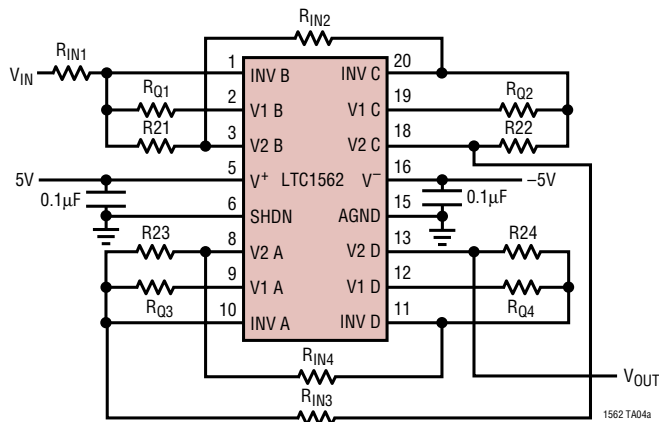 RIN2
RIN1
VIN
1 INV B INV C 20
RQ1 2 V1 B V1 C 19 RQ2
R21 3 V2 B V2 C 18 R22
5V 5 V+ LTC1562 V− 16 −5V
0.1µF 6 SHDN AGND 15 0.1µF
R23 8 V2 A V2 D 13 R24
9 V1 A V1 D 12
RQ3 10 INV A INV D 11 RQ4
RIN4
VOUT
RIN3
1562 TA04a